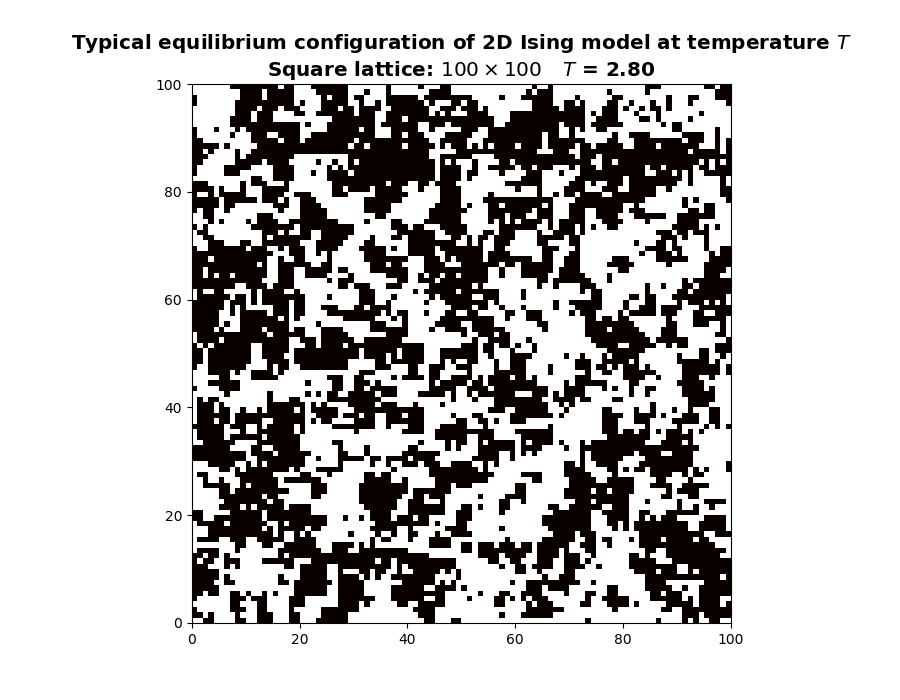 Typical equilibrium configuration of 2D Ising model at temperature T
Square lattice: 100 × 100 T = 2.80
100
80
60
40
20
0
0 20 40 60 80 100